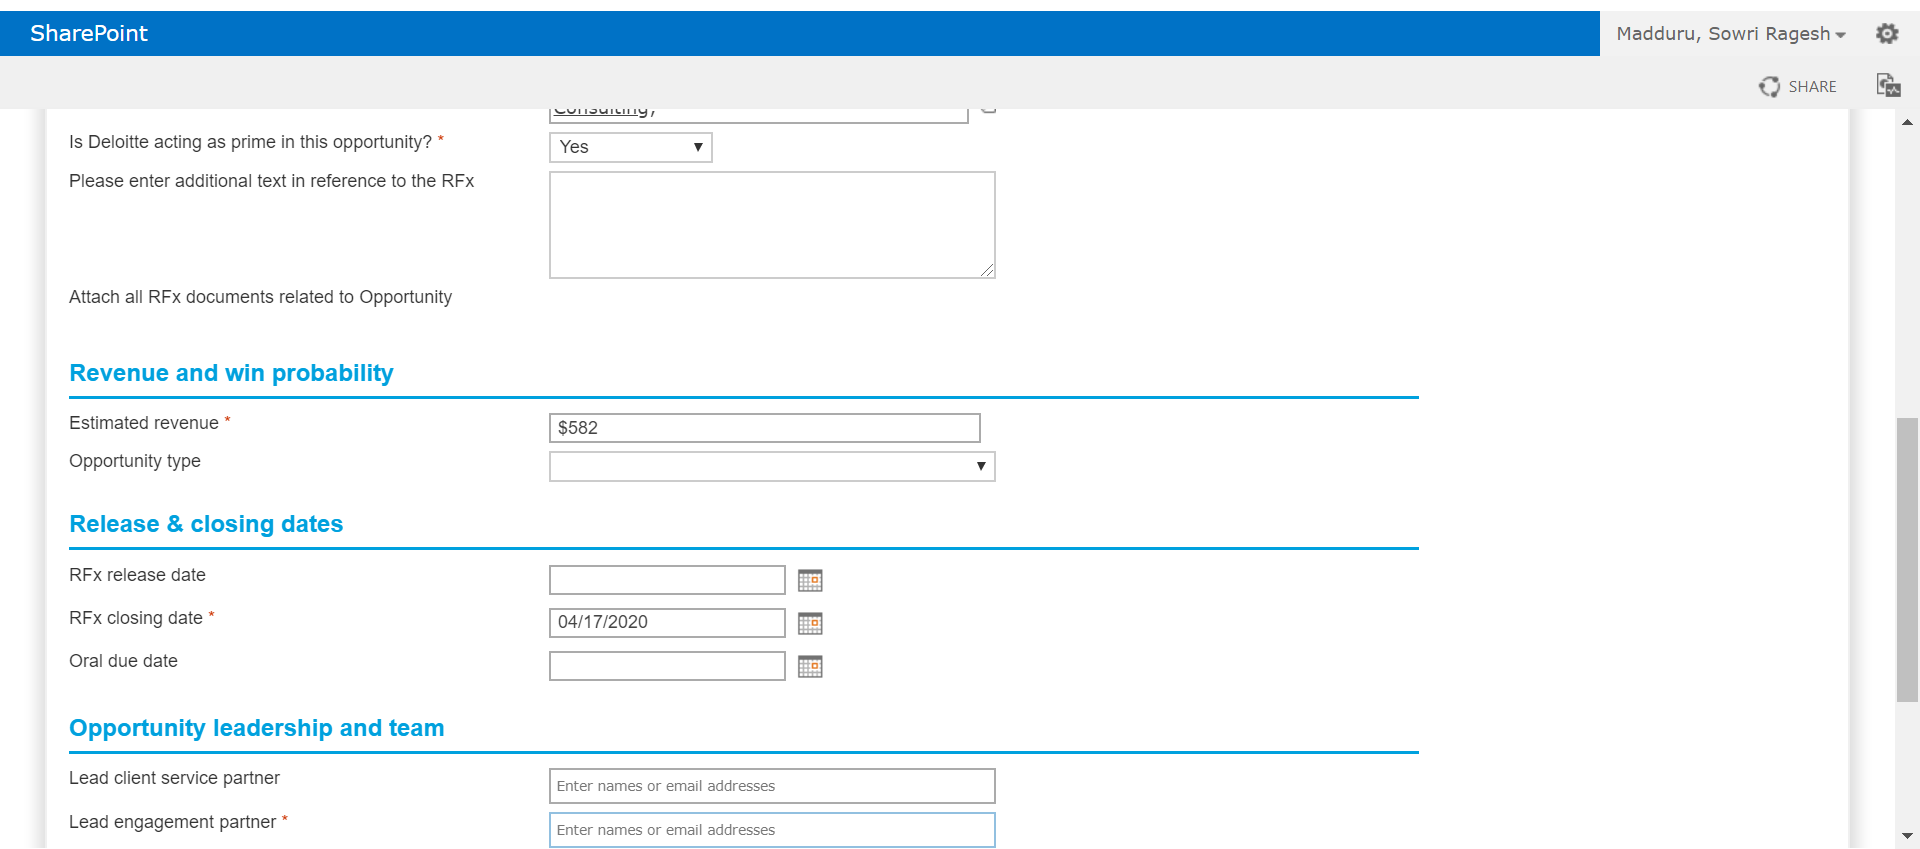 SharePoint
Madduru, Sowri Ragesh
SHARE
Consulting;
Is Deloitte acting as prime in this opportunity? *
Yes
Please enter additional text in reference to the RFx
Attach all RFx documents related to Opportunity
Revenue and win probability
Estimated revenue *
$582
Opportunity type
Release & closing dates
RFx release date
RFx closing date *
04/17/2020
Oral due date
Opportunity leadership and team
Lead client service partner
Enter names or email addresses
Lead engagement partner *
Enter names or email addresses